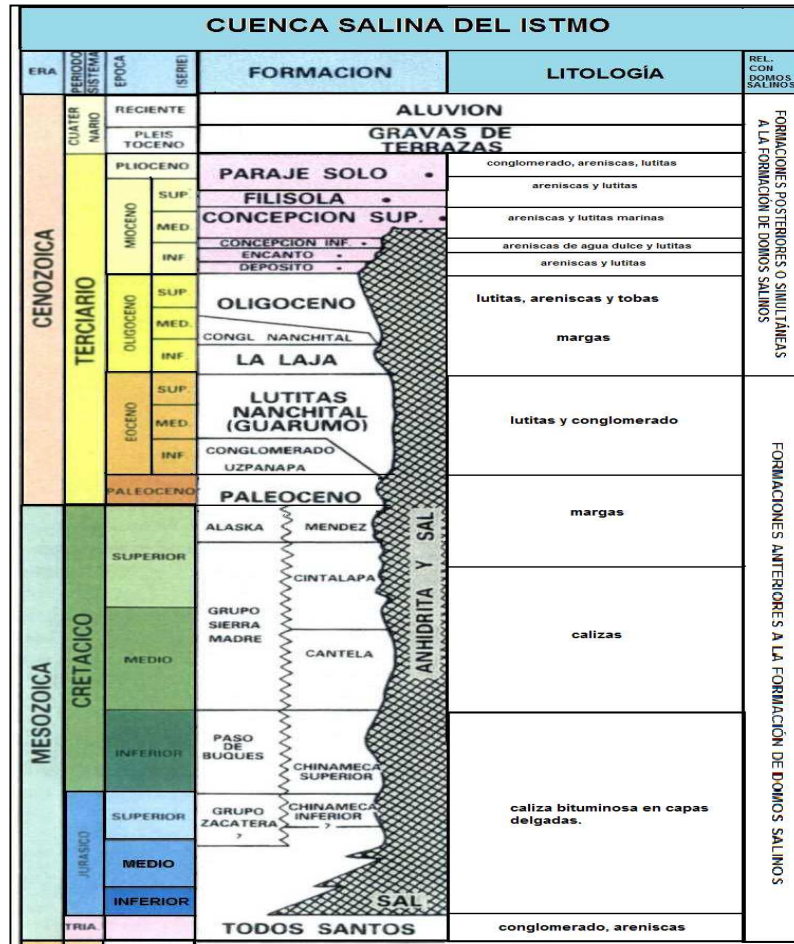 CUENCA SALINA DEL ISTMO
ERA
PERIODO
SISTEMA
EPOCA
(SERIE)
FORMACION
LITOLOGÍA
REL.
CON
DOMOS
SALINOS
CENOZOICA
CUATER
NARIO
RECIENTE
ALUVION
PLEIS
TOCENO
GRAVAS DE
TERRAZAS
TERCIARIO
PLIOCENO
PARAJE SOLO
conglomerado, areniscas, lutitas
MIOCENO
SUP.
areniscas y lutitas
FILISOLA
MED.
CONCEPCION SUP.
areniscas y lutitas marinas
CONCEPCION INF.
areniscas de agua dulce y lutitas
INF
ENCANTO
areniscas y lutitas
DEPOSITO
OLIGOCENO
SUP
OLIGOCENO
lutitas, areniscas y tobas
MED.
CONGL NANCHITAL
margas
INF.
LA LAJA
EOCENO
SUP.
LUTITAS
NANCHITAL
(GUARUMO)
lutitas y conglomerado
MED.
INF.
CONGLOMERADO
UZPANAPA
PALEOCENO
PALEOCENO
margas
MESOZOICA
CRETACICO
SUPERIOR
ALASKA
MENDEZ
CINTALAPA
GRUPO
SIERRA
MADRE
calizas
MEDIO
CANTELA
INFERIOR
PASO
DE
BUQUES
CHINAMECA
SUPERIOR
JURASICO
SUPERIOR
GRUPO
ZACATERA
?
CHINAMECA
INFERIOR
?
caliza bituminosa en capas
delgadas.
MEDIO
INFERIOR
SAL
ANHIDRITA Y SAL
TRIA.
TODOS SANTOS
conglomerado, areniscas
FORMACIONES POSTERIORES O SIMULTÁNEAS
A LA FORMACIÓN DE DOMOS SALINOS
FORMACIONES ANTERIORES A LA FORMACIÓN DE DOMOS SALINOS